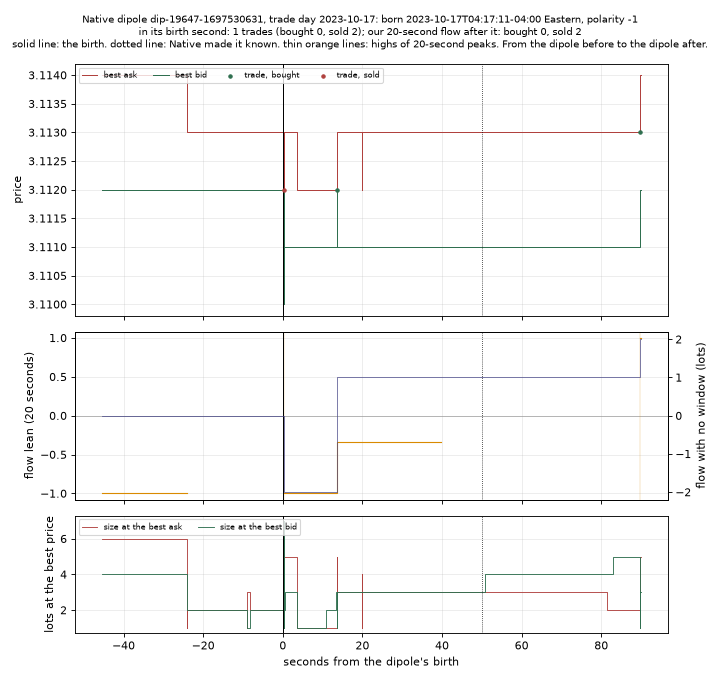 Native dipole dip-19647-1697530631, trade day 2023-10-17: born 2023-10-17T04:17:11-04:00 Eastern, polarity -1
in its birth second: 1 trades (bought 0, sold 2); our 20-second flow after it: bought 0, sold 2
solid line: the birth. dotted line: Native made it known. thin orange lines: highs of 20-second peaks. From the dipole before to the dipole after.
best ask
best bid
trade, bought
trade, sold
3.1140
3.1135
3.1130
3.1125
3.1120
3.1115
3.1110
3.1105
3.1100
price
1.0
0.5
0.0
−0.5
−1.0
flow lean (20 seconds)
2
1
0
−1
−2
flow with no window (lots)
size at the best ask
size at the best bid
6
4
2
lots at the best price
−40
−20
0
20
40
60
80
seconds from the dipole's birth